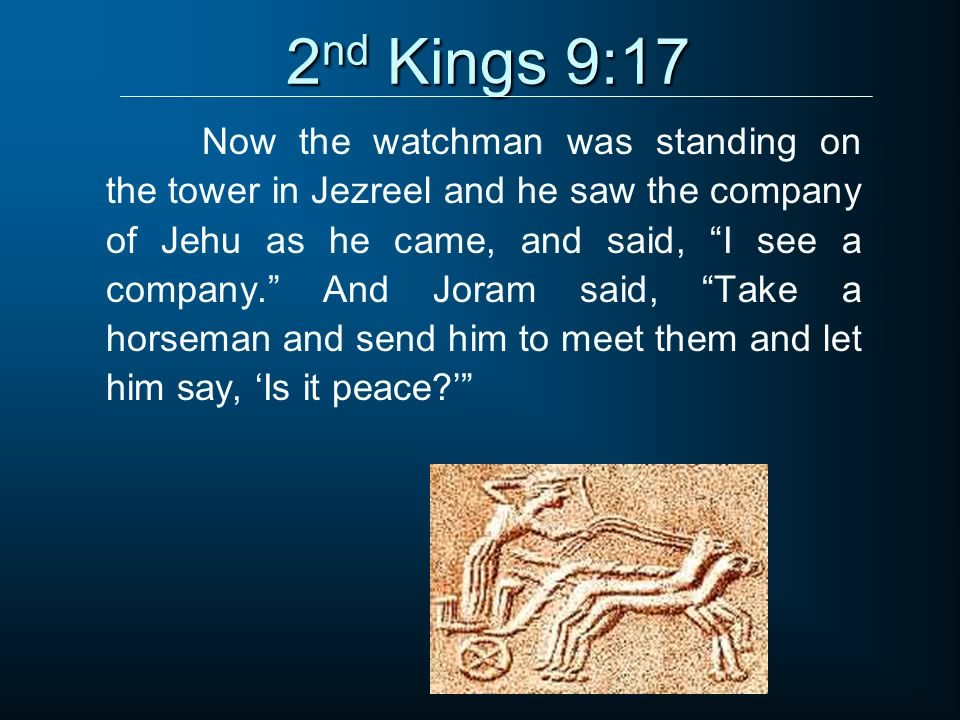 2nd Kings 9:17
Now the watchman was standing on
the tower in Jezreel and he saw the company
of Jehu as he came, and said, “I see a
company.” And Joram said, “Take a
horseman and send him to meet them and let
him say, ‘Is it peace?’”